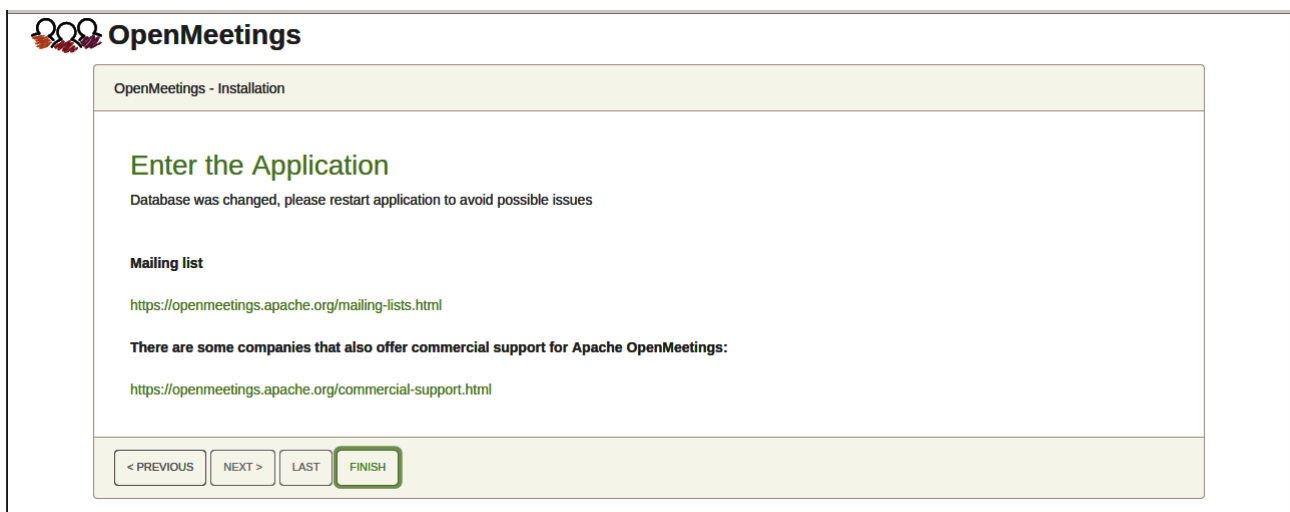 OpenMeetings
OpenMeetings - Installation
Enter the Application
Database was changed, please restart application to avoid possible issues
Mailing list
https://openmeetings.apache.org/mailing-lists.html
There are some companies that also offer commercial support for Apache OpenMeetings:
https://openmeetings.apache.org/commercial-support.html
< PREVIOUS NEXT > LAST FINISH